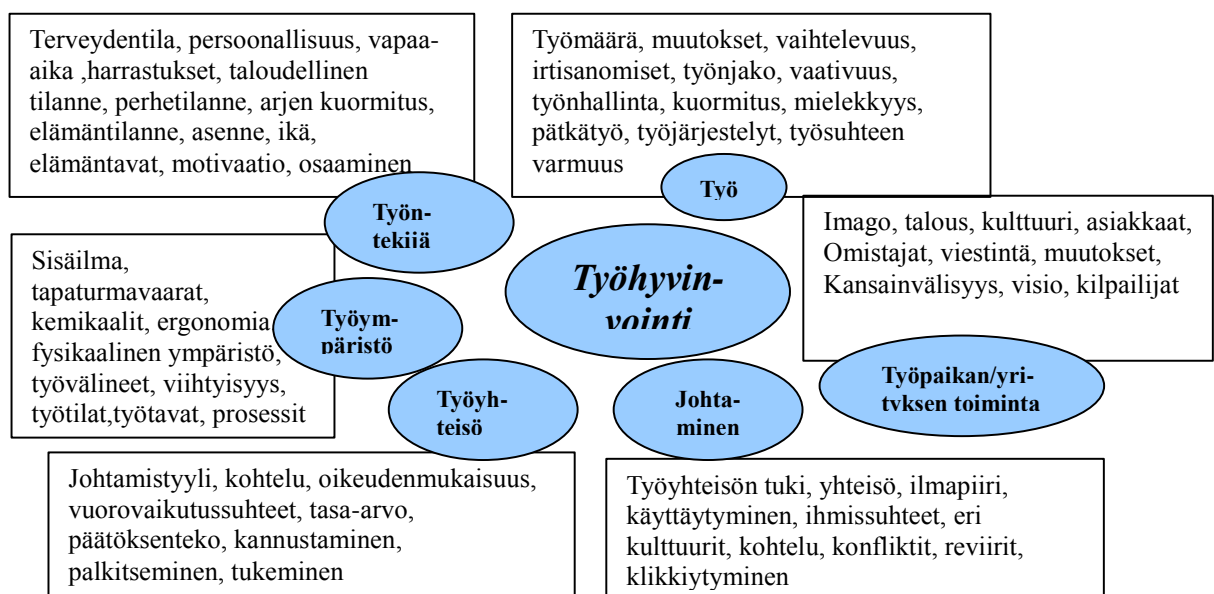 Terveydentila, persoonallisuus, vapaa-
aika ,harrastukset, taloudellinen
tilanne, perhetilanne, arjen kuormitus,
elämäntilanne, asenne, ikä,
elämäntavat, motivaatio, osaaminen
Työmäärä, muutokset, vaihtelevuus,
irtisanomiset, työnjako, vaativuus,
työnhallinta, kuormitus, mielekkyys,
pätkätyö, työjärjestelyt, työsuhteen
varmuus
Työ
Työn-
tekijä
Imago, talous, kulttuuri, asiakkaat,
Omistajat, viestintä, muutokset,
Kansainvälisyys, visio, kilpailijat
Sisäilma,
tapaturmavaarat,
kemikaalit, ergonomia
fysikaalinen ympäristö,
työvälineet, viihtyisyys,
työtilat,työtavat, prosessit
Työhyvin-
vointi
Työym-
päristö
Työyh-
teisö
Johta-
minen
Työpaikan/yri-
tyksen toiminta
Johtamistyyli, kohtelu, oikeudenmukaisuus,
vuorovaikutussuhteet, tasa-arvo,
päätöksenteko, kannustaminen,
palkitseminen, tukeminen
Työyhteisön tuki, yhteisö, ilmapiiri,
käyttäytyminen, ihmissuhteet, eri
kulttuurit, kohtelu, konfliktit, reviirit,
klikkiytyminen